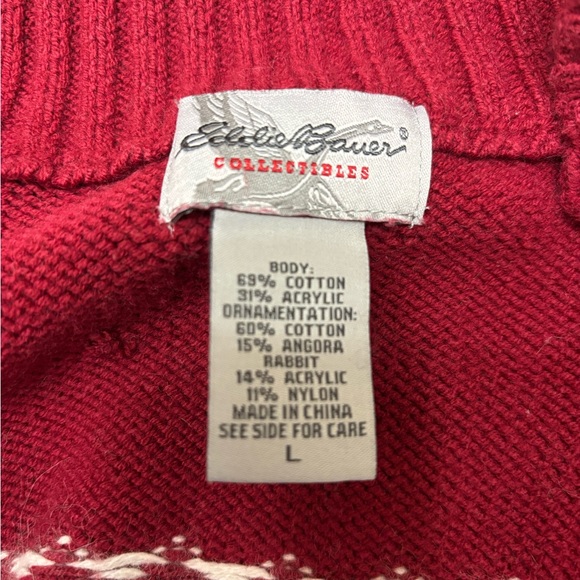 Eddie Bauer®
COLLECTIBLES
BODY:
69% COTTON
31% ACRYLIC
ORNAMENTATION:
60% COTTON
15% ANGORA
RABBIT
14% ACRYLIC
11% NYLON
MADE IN CHINA
SEE SIDE FOR CARE
L